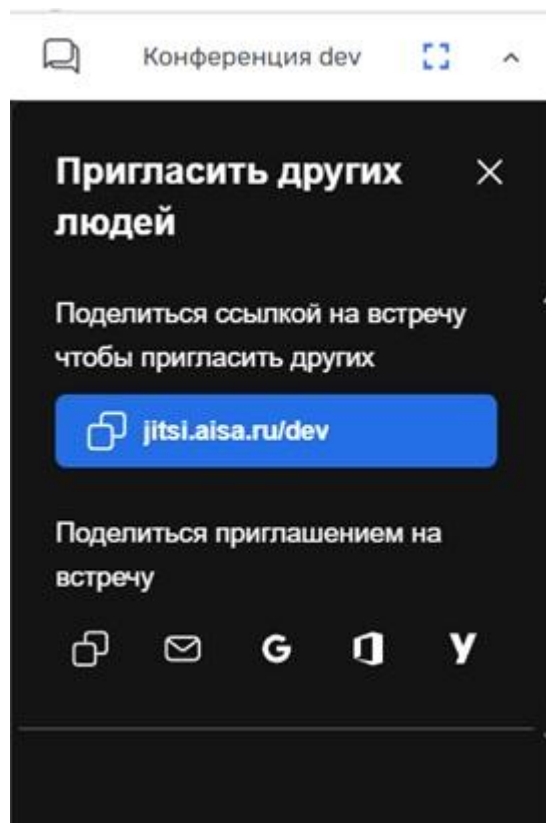 Конференция dev
Пригласить других
людей
Поделиться ссылкой на встречу
чтобы пригласить других
jitsi.aisa.ru/dev
Поделиться приглашением на
встречу